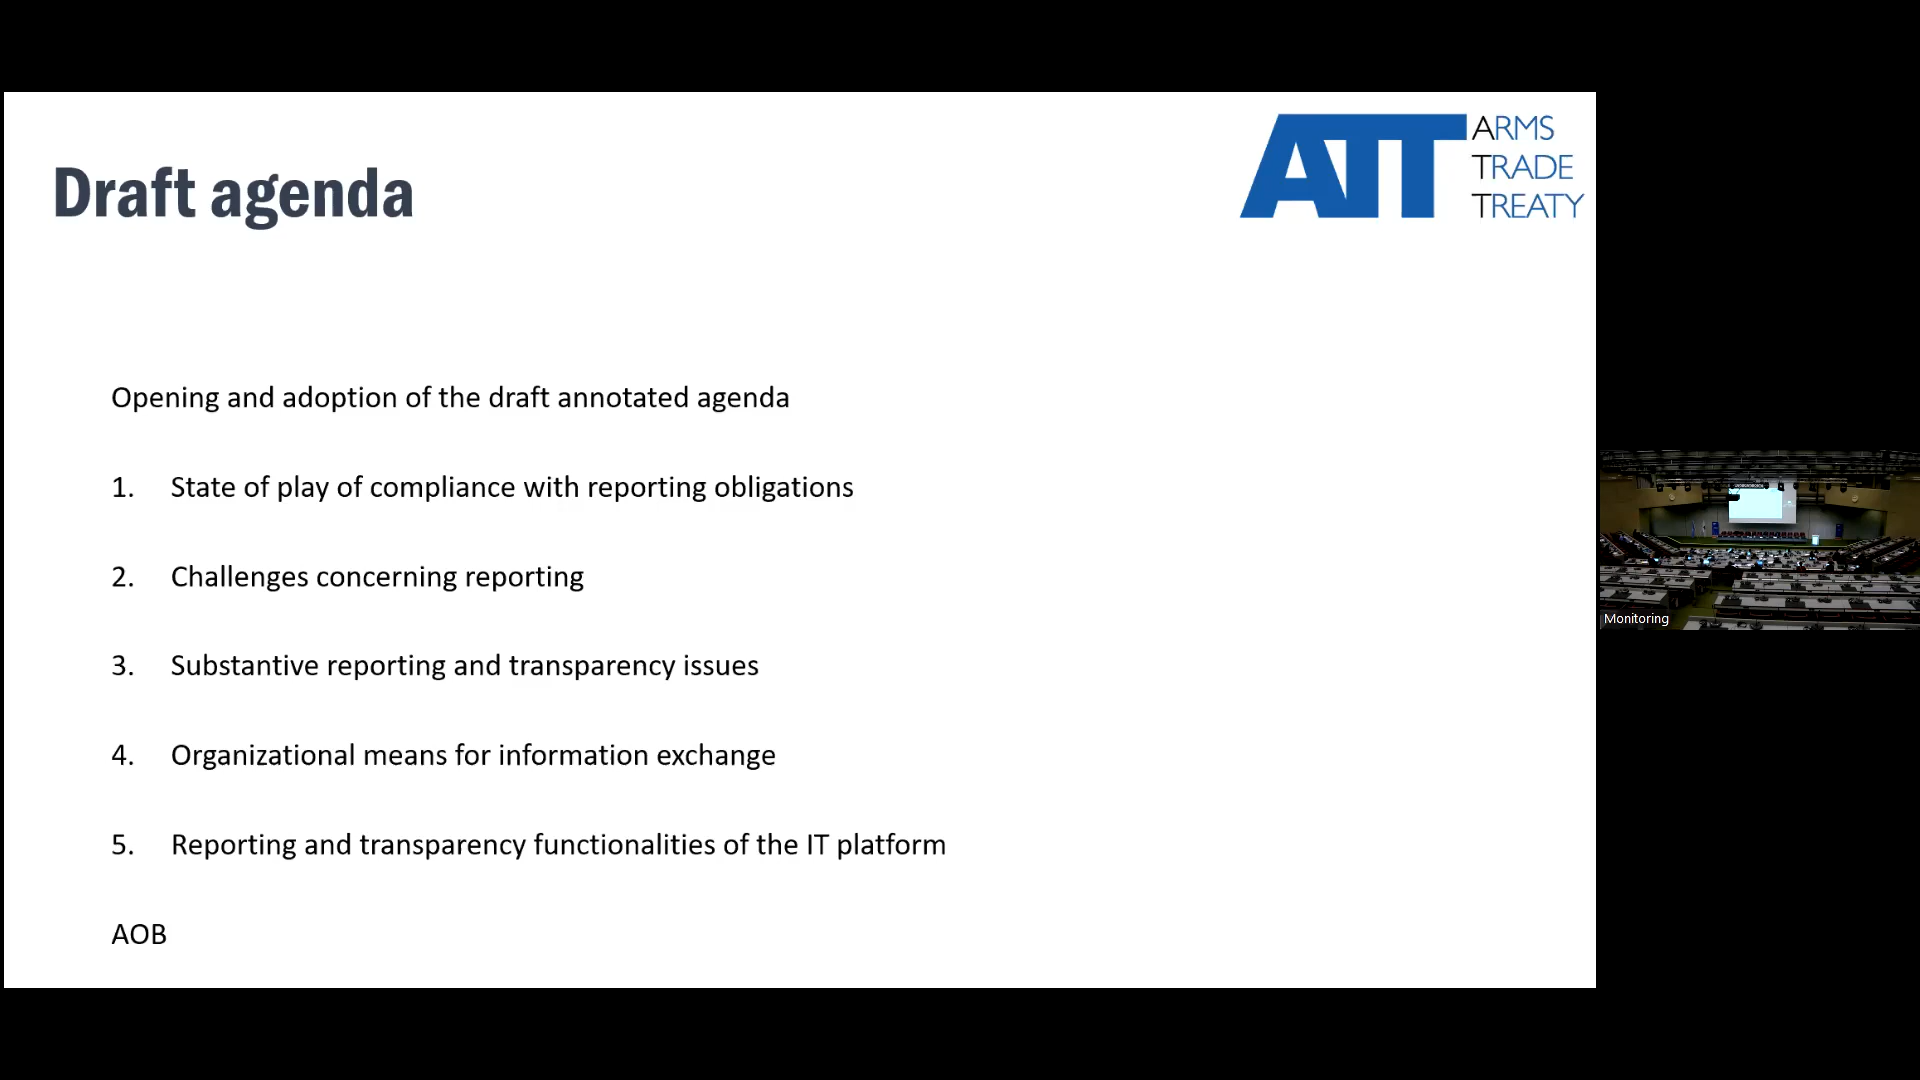 Draft agenda
ATT
ARMS
TRADE
TREATY
Opening and adoption of the draft annotated agenda
1. State of play of compliance with reporting obligations
2. Challenges concerning reporting
3. Substantive reporting and transparency issues
4. Organizational means for information exchange
5. Reporting and transparency functionalities of the IT platform
AOB
Monitoring